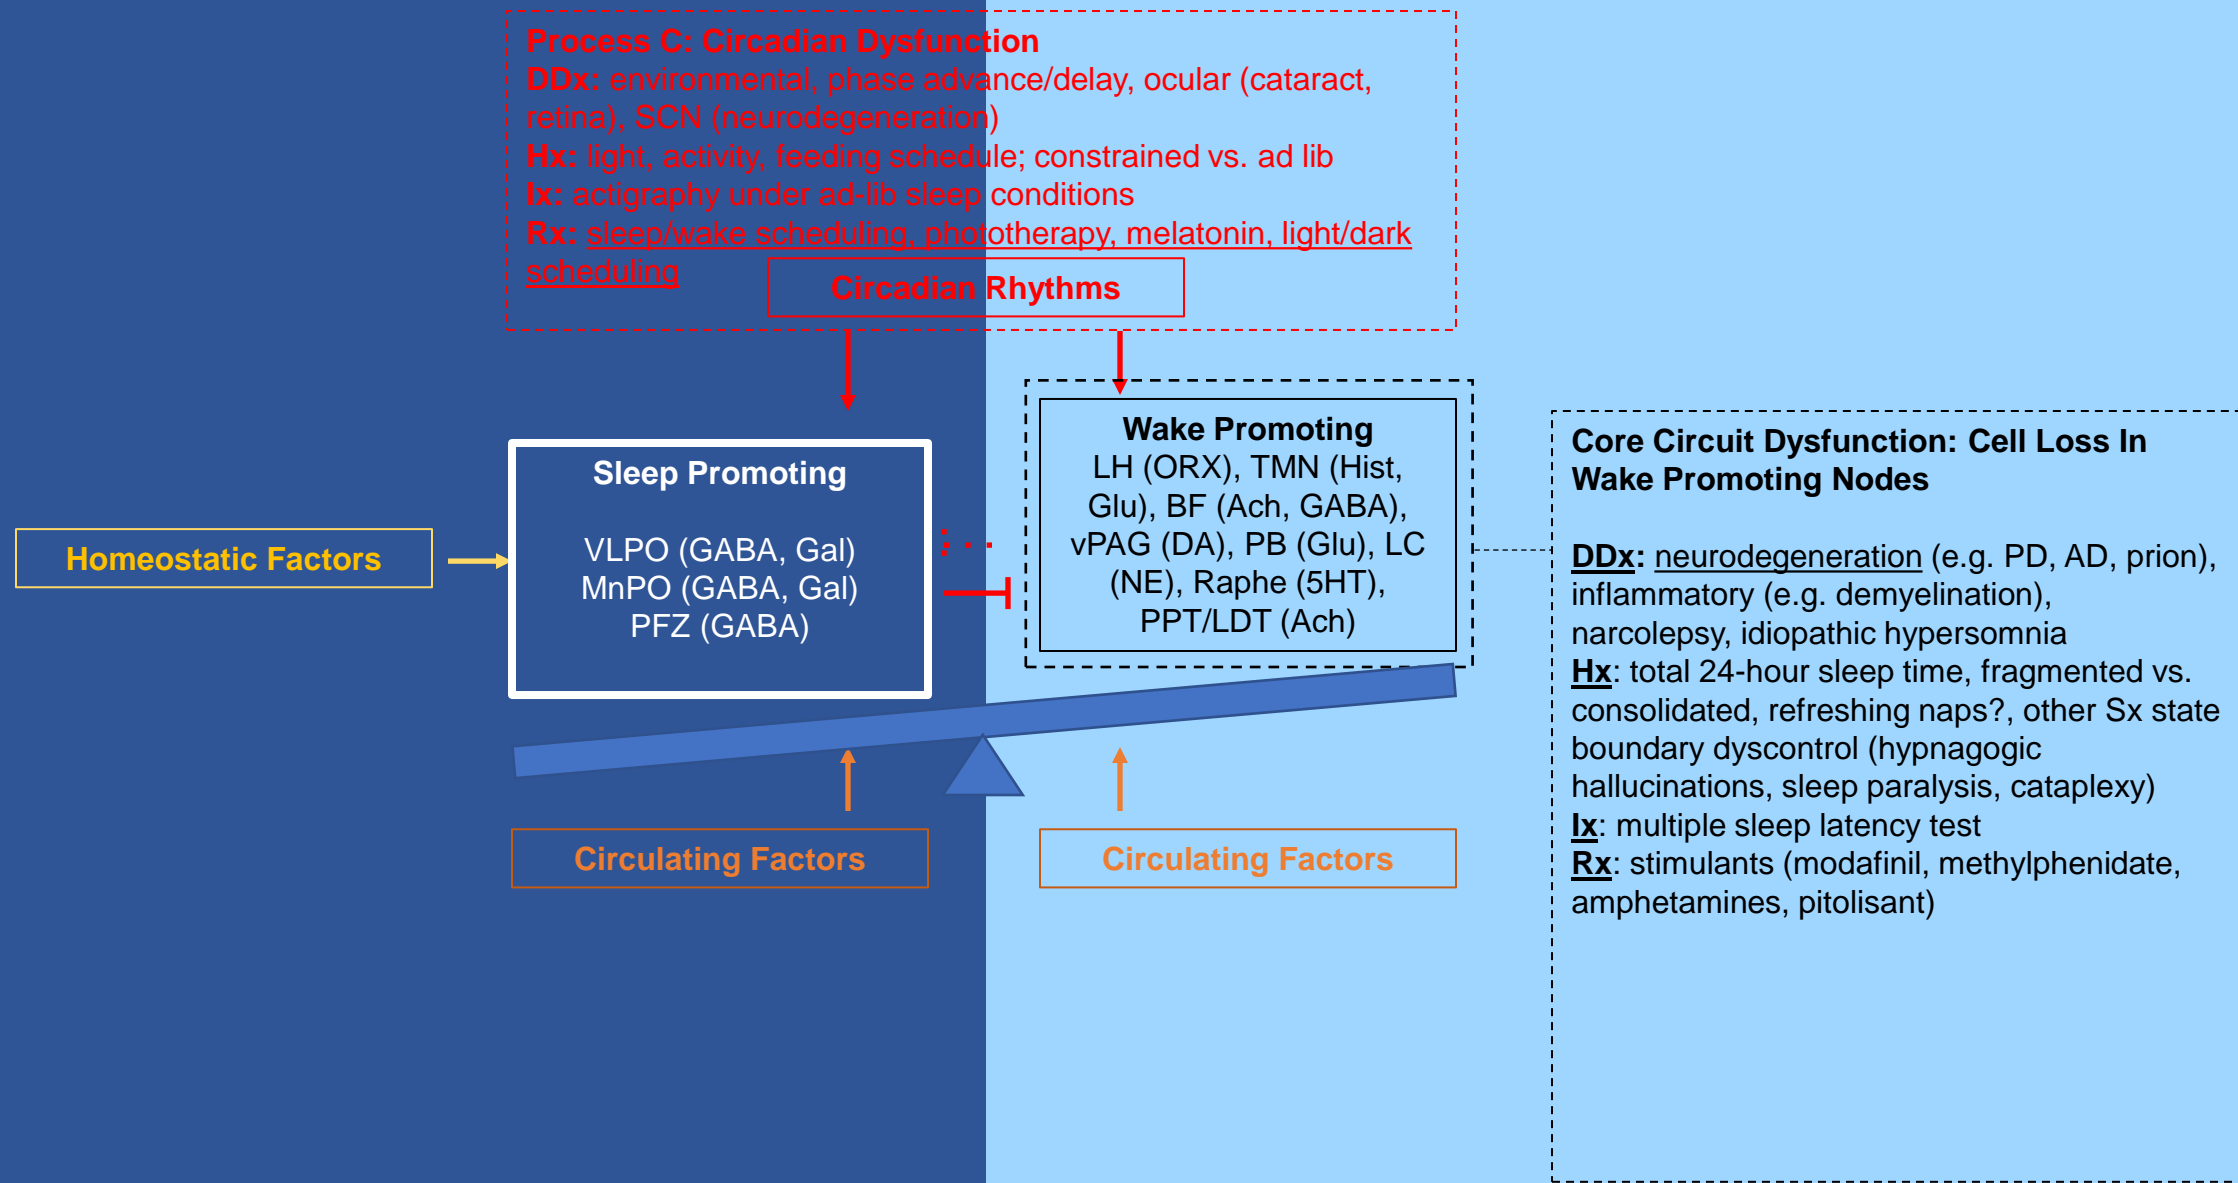 Process C: Circadian Dysfunction
DDx: environmental, phase advance/delay, ocular (cataract,
retina), SCN (neurodegeneration)
Hx: light, activity, feeding schedule; constrained vs. ad lib
Ix: actigraphy under ad-lib sleep conditions
Rx: sleep/wake scheduling, phototherapy, melatonin, light/dark
scheduling
Circadian Rhythms
Homeostatic Factors
Sleep Promoting
VLPO (GABA, Gal)
MnPO (GABA, Gal)
PFZ (GABA)
Wake Promoting
LH (ORX), TMN (Hist,
Glu), BF (Ach, GABA),
vPAG (DA), PB (Glu), LC
(NE), Raphe (5HT),
PPT/LDT (Ach)
Core Circuit Dysfunction: Cell Loss In
Wake Promoting Nodes
DDx: neurodegeneration (e.g. PD, AD, prion),
inflammatory (e.g. demyelination),
narcolepsy, idiopathic hypersomnia
Hx: total 24-hour sleep time, fragmented vs.
consolidated, refreshing naps?, other Sx state
boundary dyscontrol (hypnagogic
hallucinations, sleep paralysis, cataplexy)
Ix: multiple sleep latency test
Rx: stimulants (modafinil, methylphenidate,
amphetamines, pitolisant)
Circulating Factors
Circulating Factors